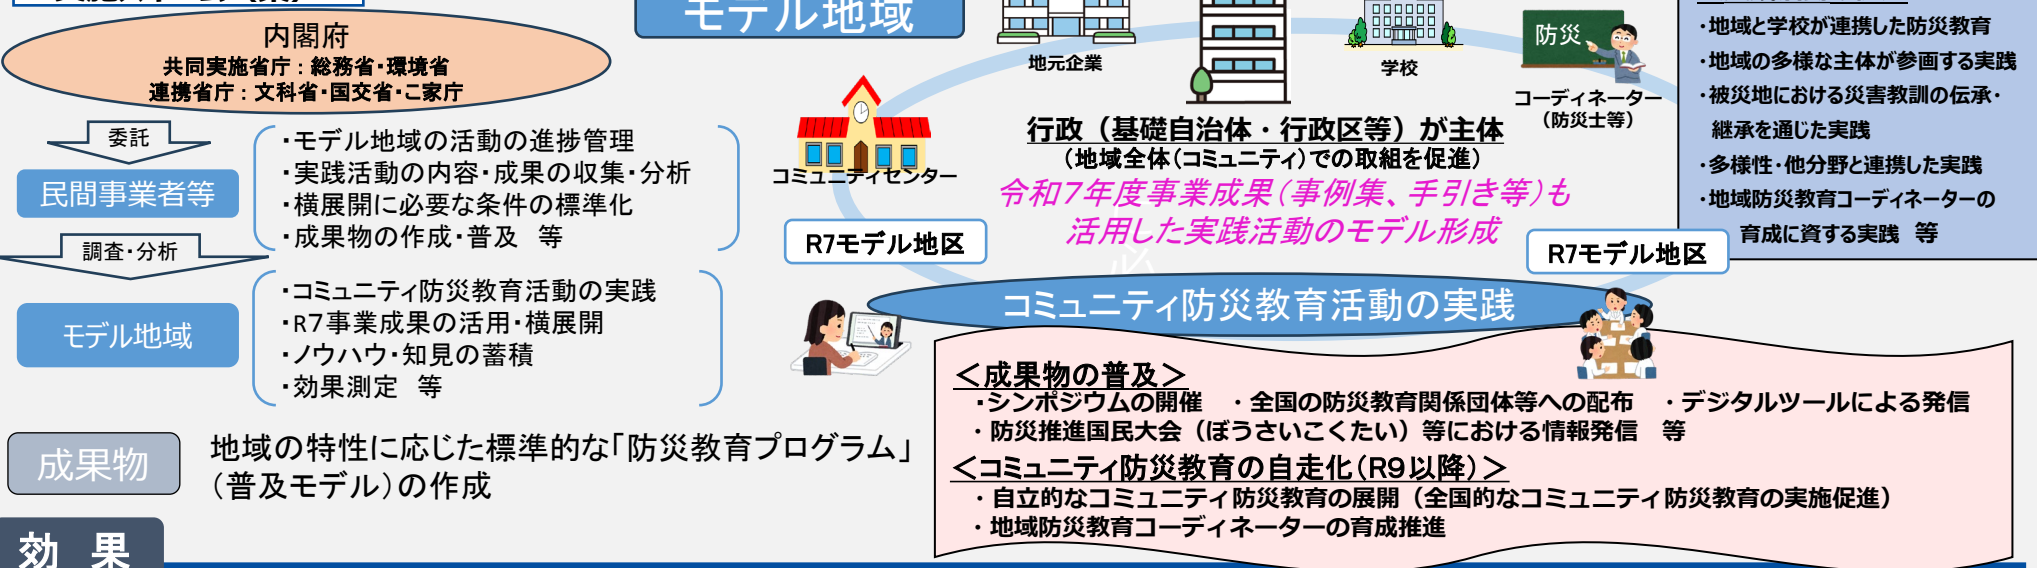 内閣府
共同実施省庁：総務省・環境省
連携省庁：文科省・国交省・こ家庁
委託
民間事業者等
・モデル地域の活動の進捗管理
・実践活動の内容・成果の収集・分析
・横展開に必要な条件の標準化
・成果物の作成・普及　等
調査・分析
モデル地域
・コミュニティ防災教育活動の実践
・R7事業成果の活用・横展開
・ノウハウ・知見の蓄積
・効果測定　等
成果物
地域の特性に応じた標準的な「防災教育プログラム」
（普及モデル）の作成
効　果
モデル地域
地元企業
学校
防災
コーディネーター
（防災士等）
コミュニティセンター
行政（基礎自治体・行政区等）が主体
（地域全体（コミュニティ）での取組を促進）
令和７年度事業成果（事例集、手引き等）も
活用した実践活動のモデル形成
R7モデル地区
R7モデル地区
・地域と学校が連携した防災教育
・地域の多様な主体が参画する実践
・被災地における災害教訓の伝承・
継承を通じた実践
・多様性・他分野と連携した実践
・地域防災教育コーディネーターの
育成に資する実践　等
コミュニティ防災教育活動の実践
＜成果物の普及＞
・シンポジウムの開催　・全国の防災教育関係団体等への配布　・デジタルツールによる発信
・防災推進国民大会（ぼうさいこくたい）等における情報発信　等
＜コミュニティ防災教育の自走化（R9以降）＞
・自立的なコミュニティ防災教育の展開（全国的なコミュニティ防災教育の実施促進）
・地域防災教育コーディネーターの育成推進